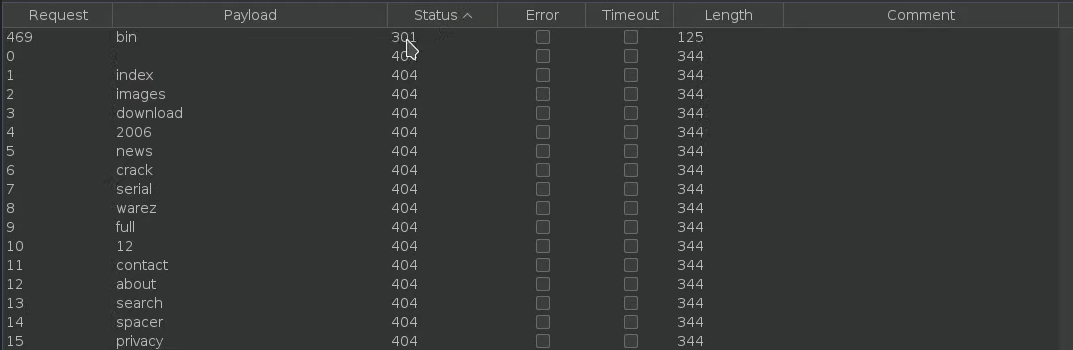 Request Payload Status Error Timeout Length Comment
469 bin 301 125
0 404 344
1 index 404 344
2 images 404 344
3 download 404 344
4 2006 404 344
5 news 404 344
6 crack 404 344
7 serial 404 344
8 warez 404 344
9 full 404 344
10 12 404 344
11 contact 404 344
12 about 404 344
13 search 404 344
14 spacer 404 344
15 privacy 404 344